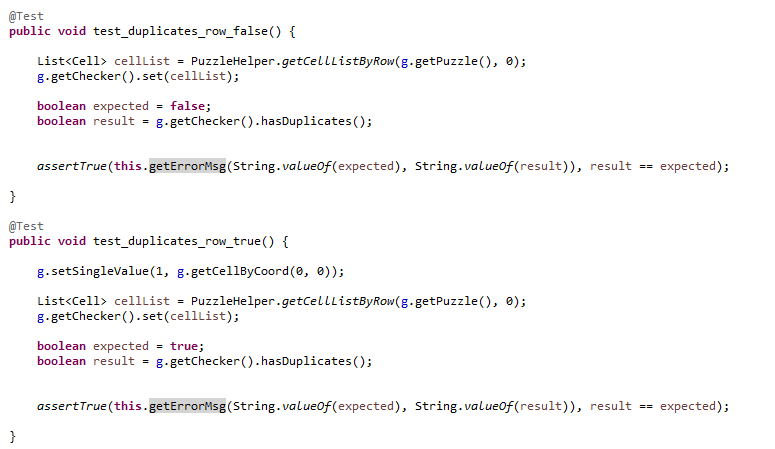 @Test
public void test_duplicates_row_false() {
List<Cell> cellList = PuzzleHelper.getCellListByRow(g.getPuzzle(), 0);
g.getChecker().set(cellList);
boolean expected = false;
boolean result = g.getChecker().hasDuplicates();
assertTrue(this.getErrorMsg(String.valueOf(expected), String.valueOf(result)), result == expected);
}
@Test
public void test_duplicates_row_true() {
g.setSingleValue(1, g.getCellByCoord(0, 0));
List<Cell> cellList = PuzzleHelper.getCellListByRow(g.getPuzzle(), 0);
g.getChecker().set(cellList);
boolean expected = true;
boolean result = g.getChecker().hasDuplicates();
assertTrue(this.getErrorMsg(String.valueOf(expected), String.valueOf(result)), result == expected);
}